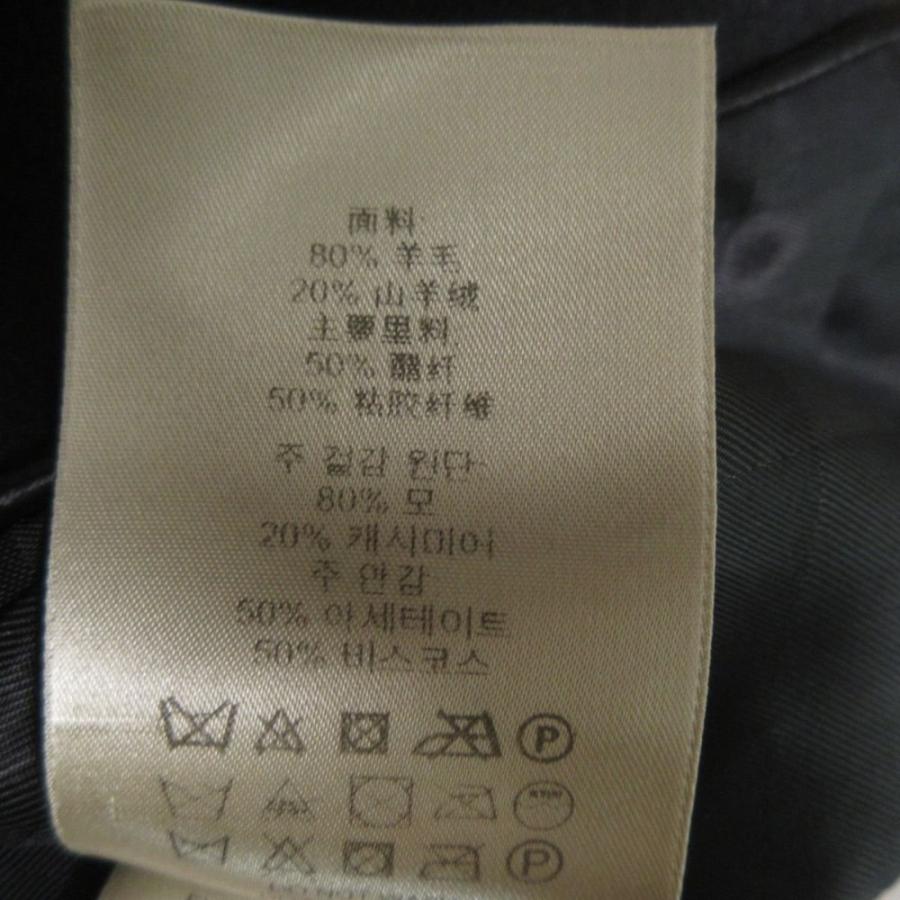 面料
80% 羊毛
20% 山羊绒
主要里料
50% 醋纤
50% 粘胶纤维
주 겉감 원단
80% 모
20% 캐시미어
주 안감
50% 아세테이트
50% 비스코스
P
P